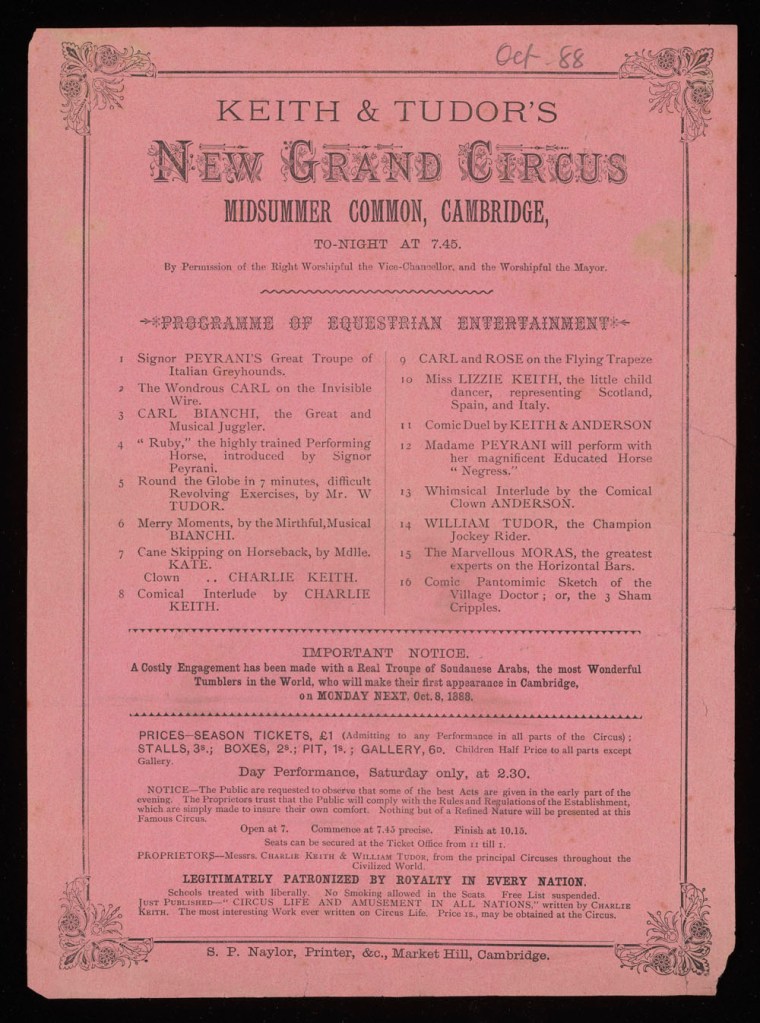 Oct. 88
KEITH & TUDOR'S
NEW GRAND CIRCUS
MIDSUMMER COMMON, CAMBRIDGE,
TO-NIGHT AT 7.45.
By Permission of the Right Worshipful the Vice-Chancellor, and the Worshipful the Mayor.
PROGRAMME OF EQUESTRIAN ENTERTAINMENT
1 Signor PEYRANI'S Great Troupe of
Italian Greyhounds.
2 The Wondrous CARL on the Invisible
Wire.
3 CARL BIANCHI, the Great and
Musical Juggler.
4 “ Ruby,” the highly trained Performing
Horse, introduced by Signor
Peyrani.
5 Round the Globe in 7 minutes, difficult
Revolving Exercises, by Mr. W
TUDOR.
6 Merry Moments, by the Mirthful,Musical
BIANCHI.
7 Cane Skipping on Horseback, by Mdlle.
KATE.
Clown .. CHARLIE KEITH.
8 Comical Interlude by CHARLIE
KEITH.
9 CARL and ROSE on the Flying Trapeze
10 Miss LIZZIE KEITH, the little child
dancer, representing Scotland,
Spain, and Italy.
11 Comic Duel by KEITH & ANDERSON
12 Madame PEYRANI will perform with
her magnificent Educated Horse
“ Negress.”
13 Whimsical Interlude by the Comical
Clown ANDERSON.
14 WILLIAM TUDOR, the Champion
Jockey Rider.
15 The Marvellous MORAS, the greatest
experts on the Horizontal Bars.
16 Comic Pantomimic Sketch of the
Village Doctor ; or, the 3 Sham
Cripples.
IMPORTANT NOTICE.
A Costly Engagement has been made with a Real Troupe of Soudanese Arabs, the most Wonderful
Tumblers in the World, who will make their first appearance in Cambridge,
on MONDAY NEXT, Oct. 8, 1888.
PRICES—SEASON TICKETS, £1 (Admitting to any Performance in all parts of the Circus) ;
STALLS, 3S.; BOXES, 2S.; PIT, 1S. ; GALLERY, 6D. Children Half Price to all parts except
Gallery.
Day Performance, Saturday only, at 2.30.
NOTICE—The Public are requested to observe that some of the best Acts are given in the early part of the
evening. The Proprietors trust that the Public will comply with the Rules and Regulations of the Establishment,
which are simply made to insure their own comfort. Nothing but of a Refined Nature will be presented at this
Famous Circus.
Open at 7. Commence at 7.45 precise. Finish at 10.15.
Seats can be secured at the Ticket Office from 11 till 1.
PROPRIETORS—MESSRS. CHARLIE KEITH & WILLIAM TUDOR, from the principal Circuses throughout the
Civilized World.
LEGITIMATELY PATRONIZED BY ROYALTY IN EVERY NATION.
Schools treated with liberally. No Smoking allowed in the Seats. Free List suspended.
JUST PUBLISHED—“ CIRCUS LIFE AND AMUSEMENT IN ALL NATIONS,” written by CHARLIE
KEITH. The most interesting Work ever written on Circus Life. Price 1s., may be obtained at the Circus.
S. P. Naylor, Printer, &c., Market Hill, Cambridge.